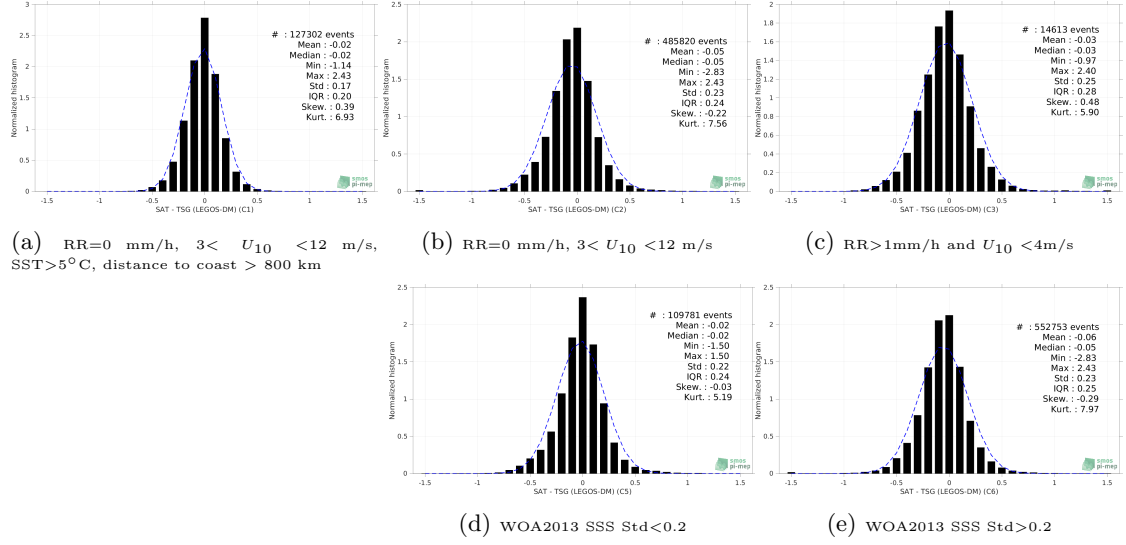 3
2.5
2
1.5
1
0.5
0
Normalized histogram
# : 127302 events
Mean : -0.02
Median : -0.02
Min : -1.14
Max : 2.43
Std : 0.17
IQR : 0.20
Skew. : 0.39
Kurt. : 6.93
smos
pi-mep
-1.5 -1 -0.5 0 0.5 1 1.5
SAT - TSG (LEGOS-DM) (C1)
(a) RR=0 mm/h, 3< U10 <12 m/s,
SST>5°C, distance to coast > 800 km
2.5
2
1.5
1
0.5
0
Normalized histogram
# : 485820 events
Mean : -0.05
Median : -0.05
Min : -2.83
Max : 2.43
Std : 0.23
IQR : 0.24
Skew. : -0.22
Kurt. : 7.56
smos
pi-mep
-1.5 -1 -0.5 0 0.5 1 1.5
SAT - TSG (LEGOS-DM) (C2)
(b) RR=0 mm/h, 3< U10 <12 m/s
2
1.8
1.6
1.4
1.2
1
0.8
0.6
0.4
0.2
0
Normalized histogram
# : 14613 events
Mean : -0.03
Median : -0.03
Min : -0.97
Max : 2.40
Std : 0.25
IQR : 0.28
Skew. : 0.48
Kurt. : 5.90
smos
pi-mep
-1.5 -1 -0.5 0 0.5 1 1.5
SAT - TSG (LEGOS-DM) (C3)
(c) RR>1mm/h and U10 <4m/s
2.5
2
1.5
1
0.5
0
Normalized histogram
# : 109781 events
Mean : -0.02
Median : -0.02
Min : -1.50
Max : 1.50
Std : 0.22
IQR : 0.24
Skew. : -0.03
Kurt. : 5.19
smos
pi-mep
-1.5 -1 -0.5 0 0.5 1 1.5
SAT - TSG (LEGOS-DM) (C5)
(d) WOA2013 SSS Std<0.2
2.5
2
1.5
1
0.5
0
Normalized histogram
# : 552753 events
Mean : -0.06
Median : -0.05
Min : -2.83
Max : 2.43
Std : 0.23
IQR : 0.25
Skew. : -0.29
Kurt. : 7.97
smos
pi-mep
-1.5 -1 -0.5 0 0.5 1 1.5
SAT - TSG (LEGOS-DM) (C6)
(e) WOA2013 SSS Std>0.2